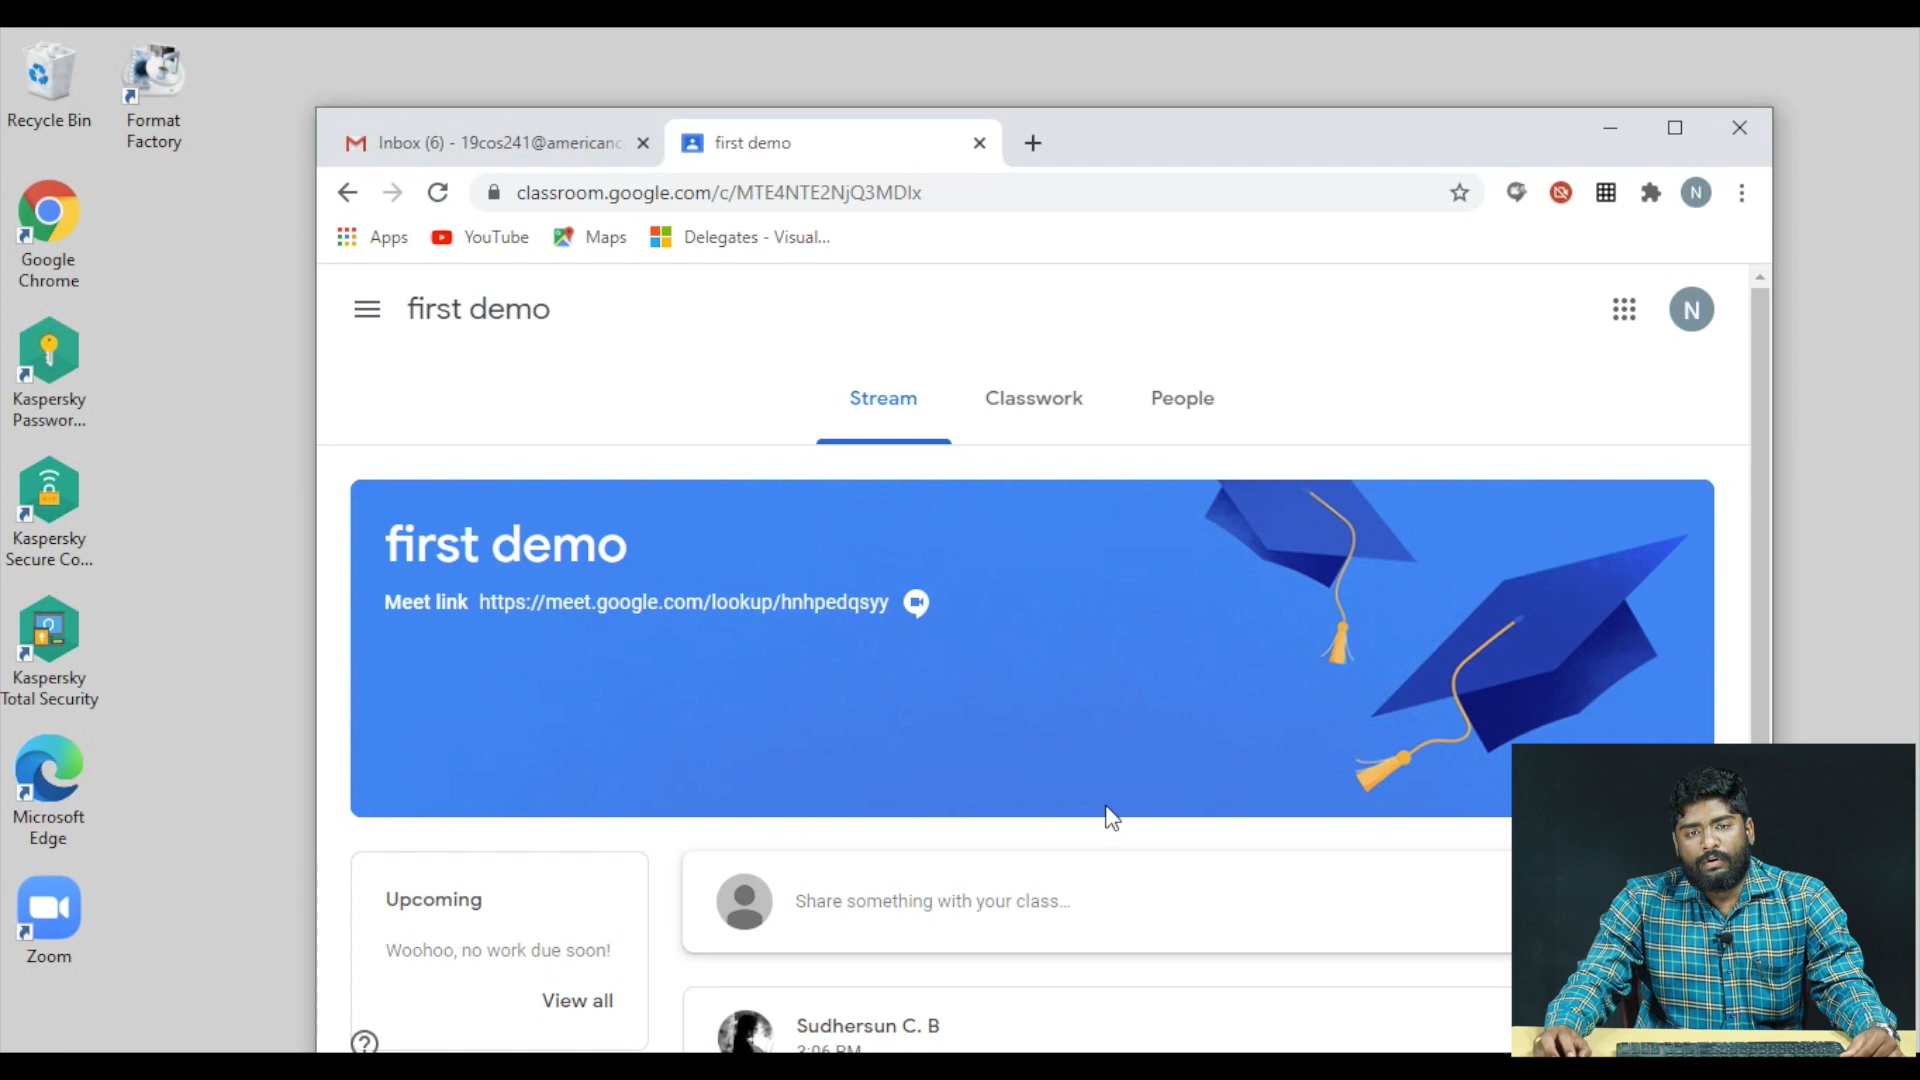 Recycle Bin
Format
Factory
Google
Chrome
Kaspersky
Passwor...
Kaspersky
Secure Co...
Kaspersky
Total Security
Microsoft
Edge
Zoom
Inbox (6) - 19cos241@americanc
first demo
classroom.google.com/c/MTE4NTE2NjQ3MDIx
N
Apps
YouTube
Maps
Delegates - Visual...
first demo
N
Stream
Classwork
People
first demo
Meet link https://meet.google.com/lookup/hnhpedqsyy
Upcoming
Woohoo, no work due soon!
View all
Share something with your class...
Sudhersun C. B
3:06 PM